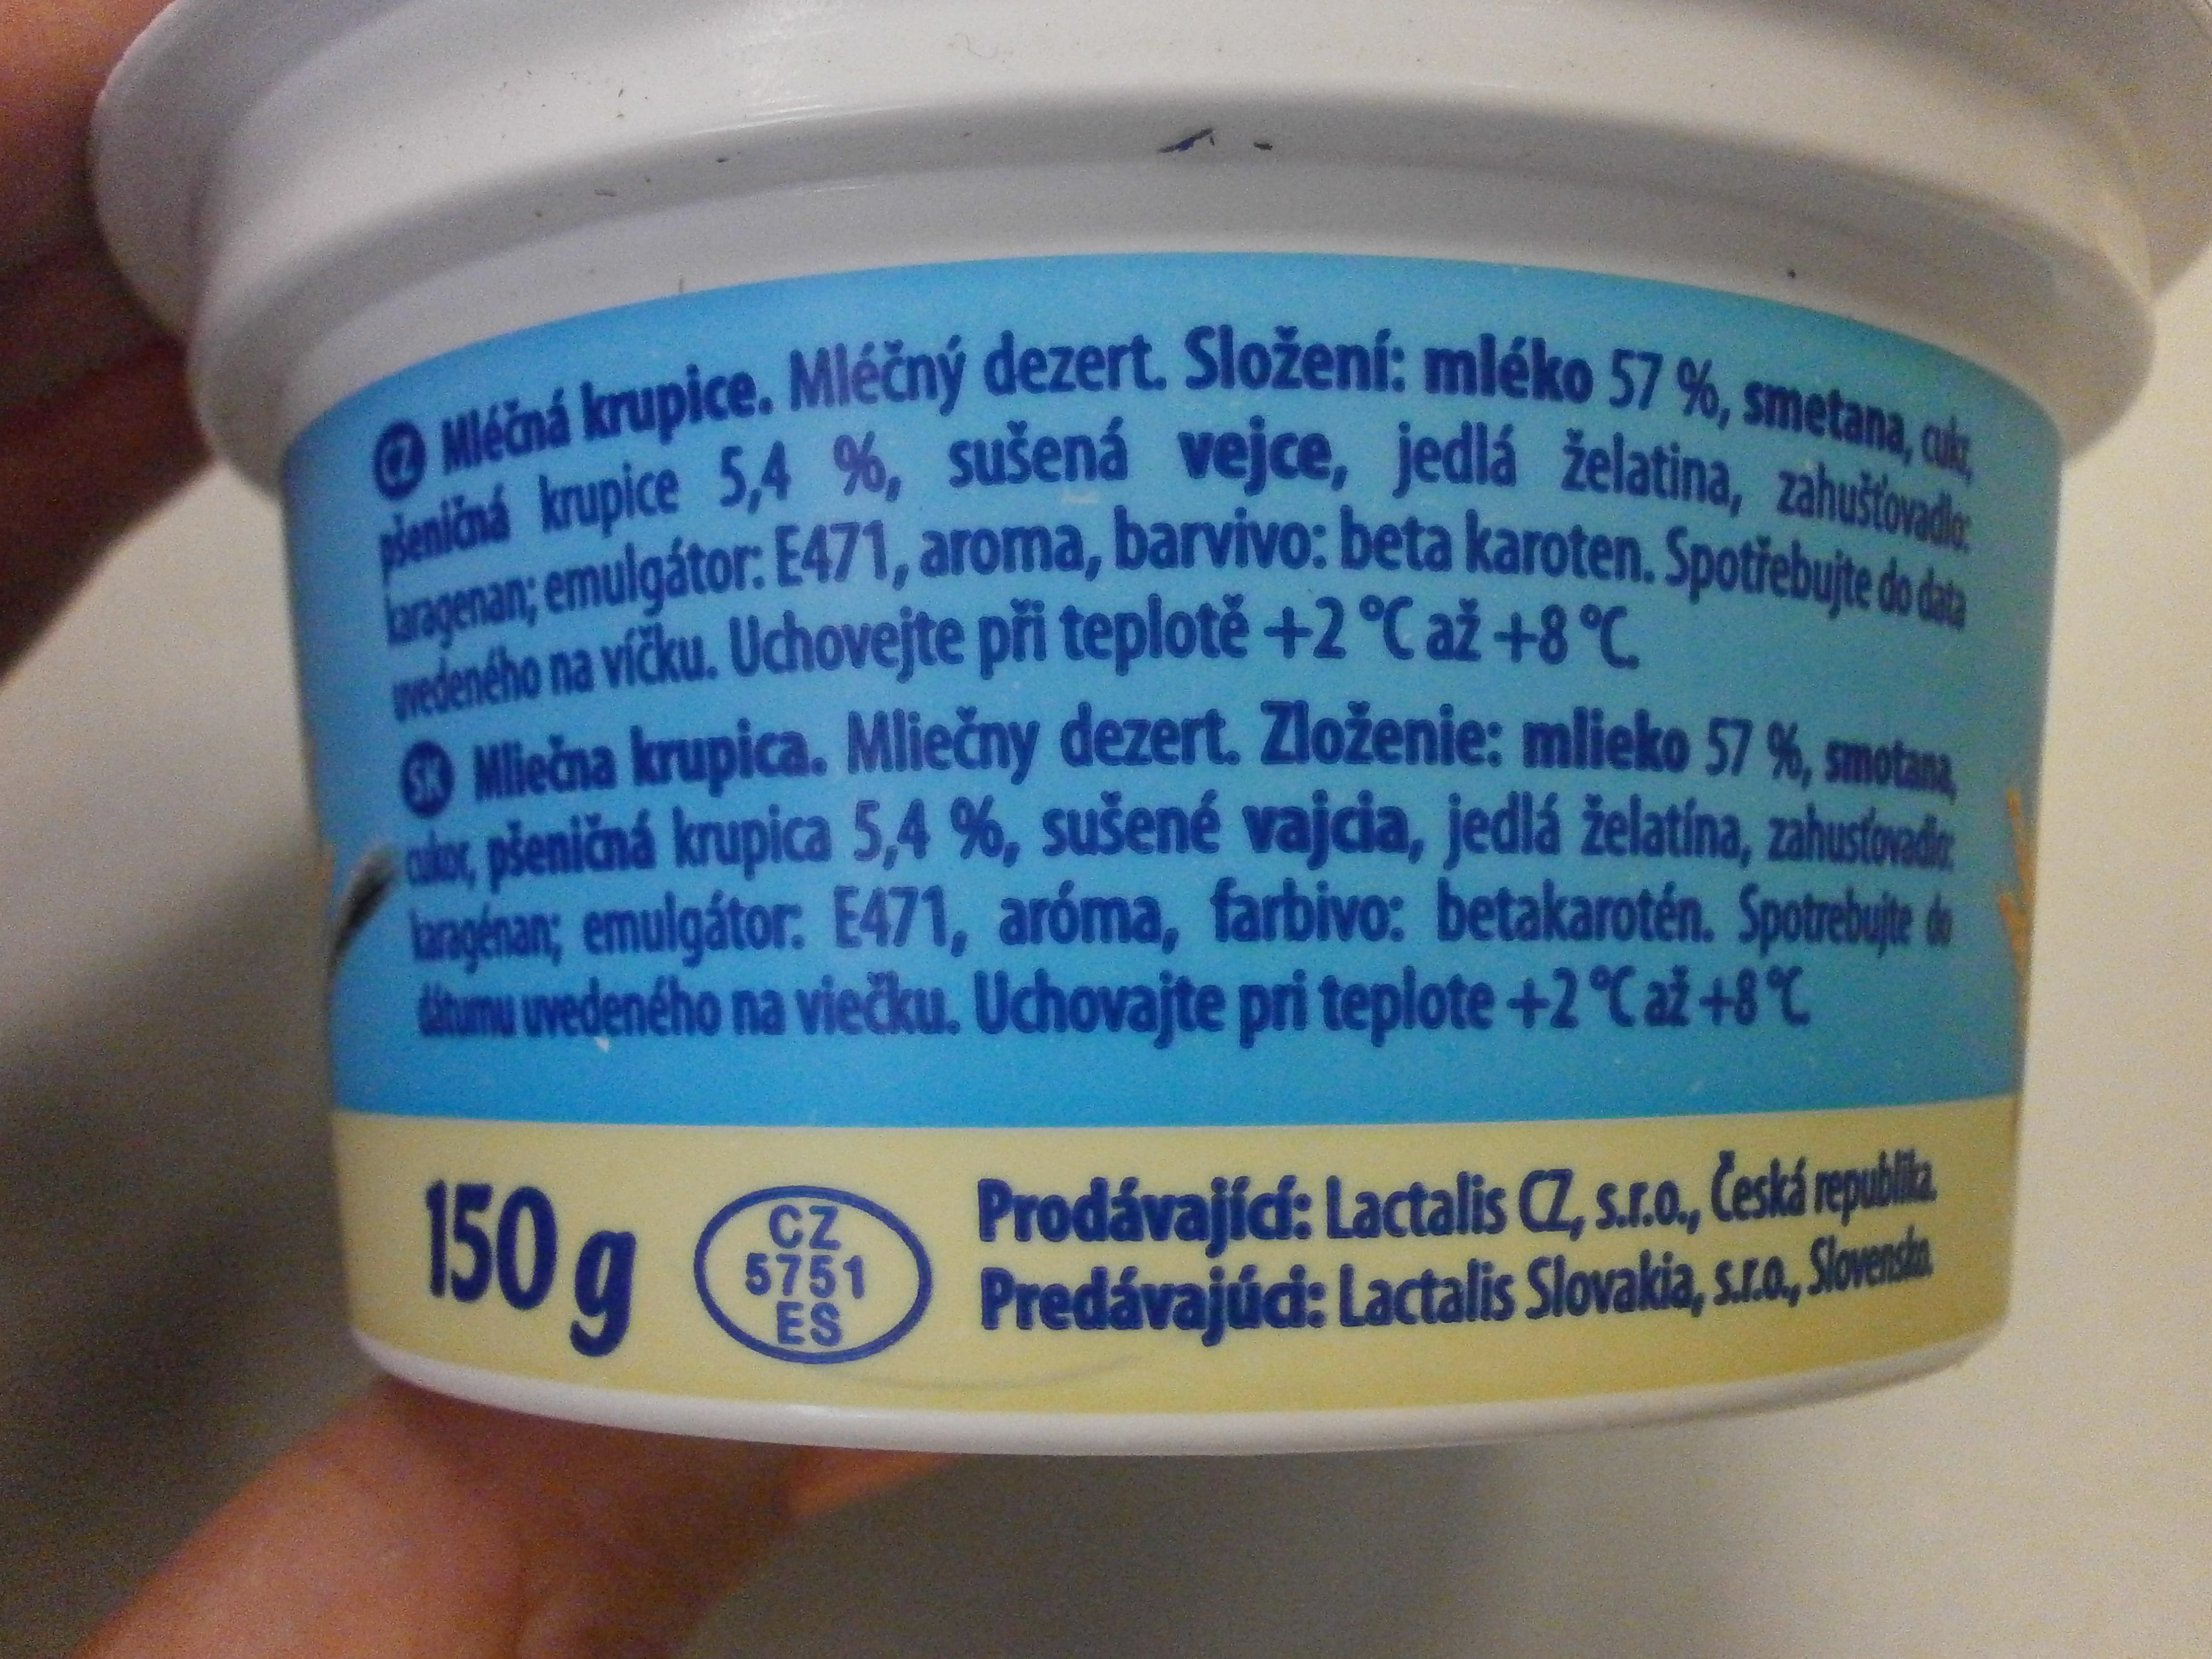 CZ Mléčná krupice. Mléčný dezert. Složení: mléko 57 %, smetana, cukr,
pšeničná krupice 5,4 %, sušená vejce, jedlá želatina, zahušťovadlo:
karagenan; emulgátor: E471, aroma, barvivo: beta karoten. Spotřebujte do data
uvedeného na víčku. Uchovejte při teplotě +2 °C až +8 °C.
SK Mliečna krupica. Mliečny dezert. Zloženie: mlieko 57 %, smotana,
cukor, pšeničná krupica 5,4 %, sušené vajcia, jedlá želatína, zahusťovadlo:
karagénan; emulgátor: E471, aróma, farbivo: betakarotén. Spotrebujte do
dátumu uvedeného na viečku. Uchovajte pri teplote +2 °C až +8 °C
150 g
CZ
5751
ES
Prodávající: Lactalis CZ, s.r.o., Česká republika.
Predávajúci: Lactalis Slovakia, s.r.o., Slovensko.